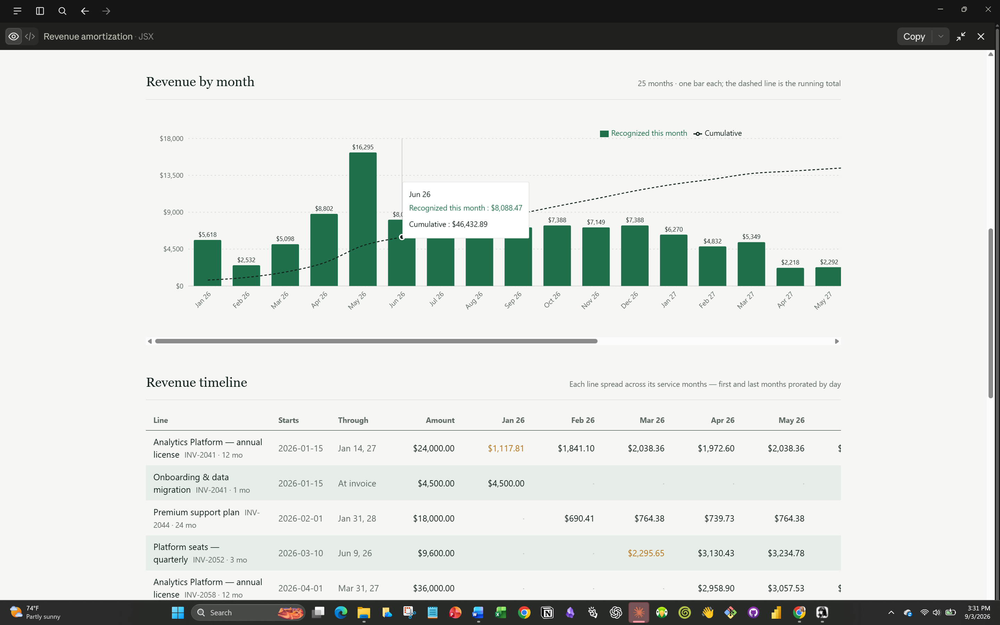 Revenue amortization · JSX
Copy
Revenue by month
25 months · one bar each; the dashed line is the running total
Recognized this month
Cumulative
$18,000
$13,500
$9,000
$4,500
$0
$5,618
$2,532
$5,098
$8,802
$16,295
$8,0
$7,388
$7,149
$7,388
$6,270
$4,832
$5,349
$2,218
$2,292
Jun 26
Recognized this month : $8,088.47
Cumulative : $46,432.89
Jan 26
Feb 26
Mar 26
Apr 26
May 26
Jun 26
Jul 26
Aug 26
Sep 26
Oct 26
Nov 26
Dec 26
Jan 27
Feb 27
Mar 27
Apr 27
May 27
Revenue timeline
Each line spread across its service months — first and last months prorated by day
Line Starts Through Amount Jan 26 Feb 26 Mar 26 Apr 26 May 26
Analytics Platform — annual
license INV-2041 · 12 mo
2026-01-15 Jan 14, 27 $24,000.00 $1,117.81 $1,841.10 $2,038.36 $1,972.60 $2,038.36 $
Onboarding & data
migration INV-2041 · 1 mo
2026-01-15 At invoice $4,500.00 $4,500.00 · · · ·
Premium support plan INV-
2044 · 24 mo
2026-02-01 Jan 31, 28 $18,000.00 · $690.41 $764.38 $739.73 $764.38
Platform seats —
quarterly INV-2052 · 3 mo
2026-03-10 Jun 9, 26 $9,600.00 · · $2,295.65 $3,130.43 $3,234.78
Analytics Platform — annual
license INV-2058 · 12 mo
2026-04-01 Mar 31, 27 $36,000.00 · · · $2,958.90 $3,057.53 $
74°F
Partly sunny
Search
3:31 PM
9/3/2026